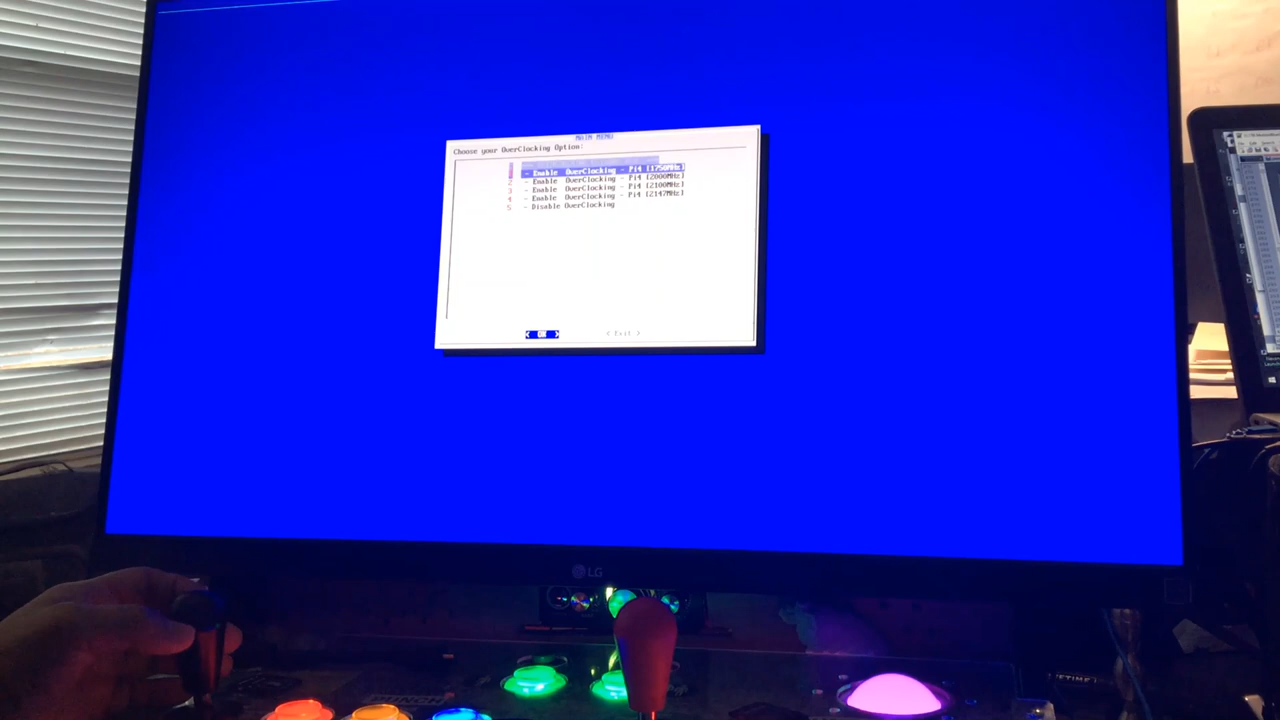 MAIN MENU
Choose your OverClocking Option:
1 - Enable OverClocking - Pi4 [1750MHz]
2 - Enable OverClocking - Pi4 [2000MHz]
3 - Enable OverClocking - Pi4 [2100MHz]
4 - Enable OverClocking - Pi4 [2147MHz]
5 - Disable OverClocking
< OK > < Exit >
LG